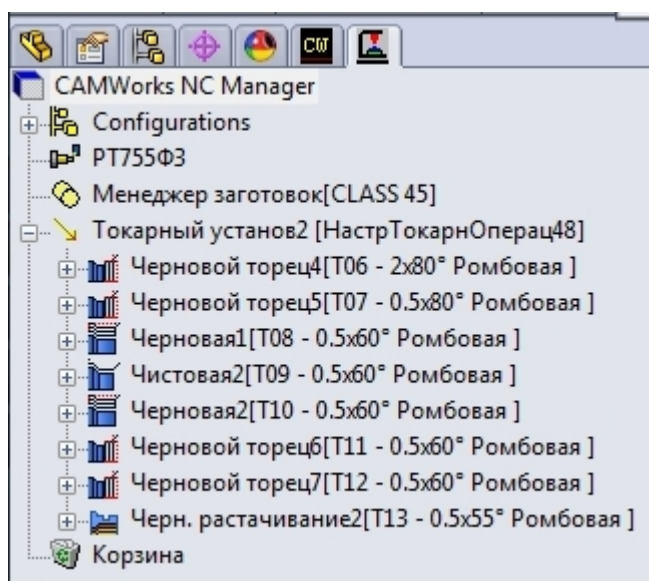 CW
CAMWorks NC Manager
Configurations
РТ755Ф3
Менеджер заготовок[CLASS 45]
Токарный установ2 [НастрТокарнОперац48]
Черновой торец4[T06 - 2x80° Ромбовая ]
Черновой торец5[T07 - 0.5x80° Ромбовая ]
Черновая1[T08 - 0.5x60° Ромбовая ]
Чистовая2[T09 - 0.5x60° Ромбовая ]
Черновая2[T10 - 0.5x60° Ромбовая ]
Черновой торец6[T11 - 0.5x60° Ромбовая ]
Черновой торец7[T12 - 0.5x60° Ромбовая ]
Черн. растачивание2[T13 - 0.5x55° Ромбовая ]
Корзина